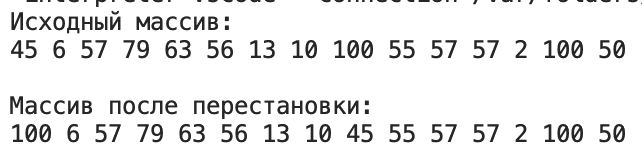 Исходный массив:
45 6 57 79 63 56 13 10 100 55 57 57 2 100 50
Массив после перестановки:
100 6 57 79 63 56 13 10 45 55 57 57 2 100 50